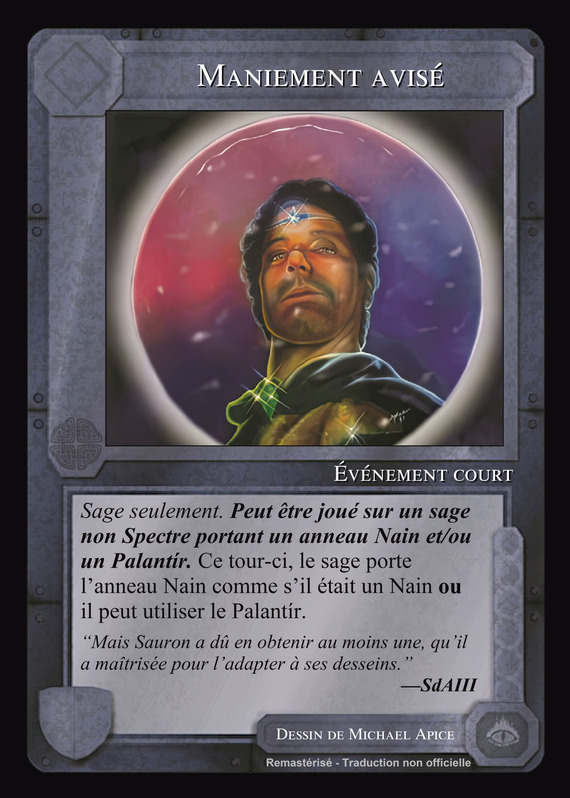 Maniement avisé
Événement court
Sage seulement. Peut être joué sur un sage
non Spectre portant un anneau Nain et/ou
un Palantír. Ce tour-ci, le sage porte
l’anneau Nain comme s’il était un Nain ou
il peut utiliser le Palantír.
“Mais Sauron a dû en obtenir au moins une, qu’il
a maîtrisée pour l’adapter à ses desseins.”
—SdAIII
Dessin de Michael Apice
Remastérisé - Traduction non officielle